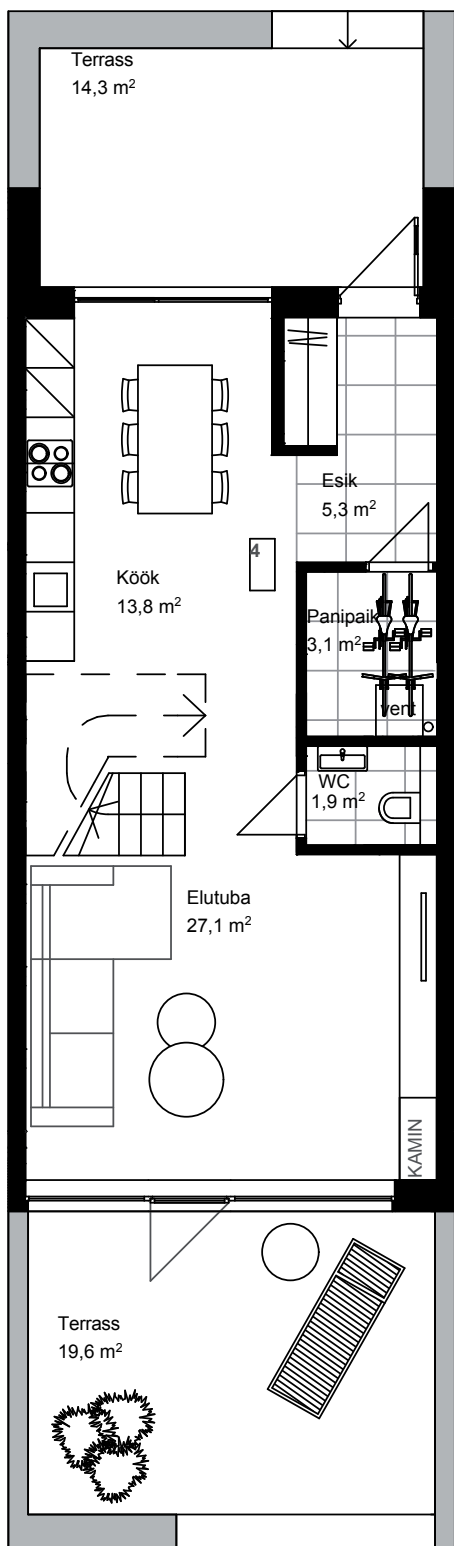 Terrass
14,3 m²
Esik
5,3 m²
4
Köök
13,8 m²
Panipaik
3,1 m²
vent
WC
1,9 m²
Elutuba
27,1 m²
KAMIN
Terrass
19,6 m²